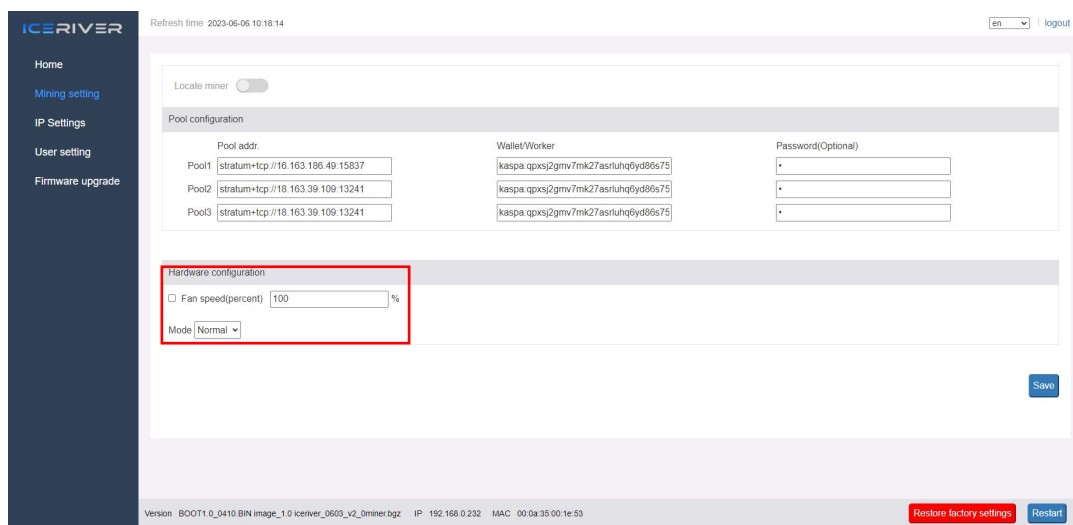 ICERIVER
Refresh time 2023-06-06 10:18:14
en
logout
Home
Mining setting
IP Settings
User setting
Firmware upgrade
Locate miner
Pool configuration
Pool addr. Wallet/Worker Password(Optional)
Pool1 stratum+tcp://16.163.186.49:15837 kaspa:qpxsj2gmv7mk27asrluhq6yd86s75 •
Pool2 stratum+tcp://18.163.39.109:13241 kaspa:qpxsj2gmv7mk27asrluhq6yd86s75 •
Pool3 stratum+tcp://18.163.39.109:13241 kaspa:qpxsj2gmv7mk27asrluhq6yd86s75 •
Hardware configuration
Fan speed(percent) 100 %
Mode Normal
Save
Version BOOT1.0_0410.BIN image_1.0 iceriver_0603_v2_0miner.bgz IP 192.168.0.232 MAC 00:0a:35:00:1e:53
Restore factory settings
Restart